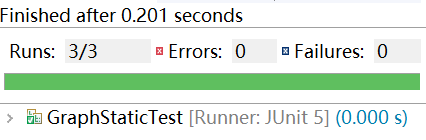 Finished after 0.201 seconds
Runs: 3/3 Errors: 0 Failures: 0
GraphStaticTest [Runner: JUnit 5] (0.000 s)